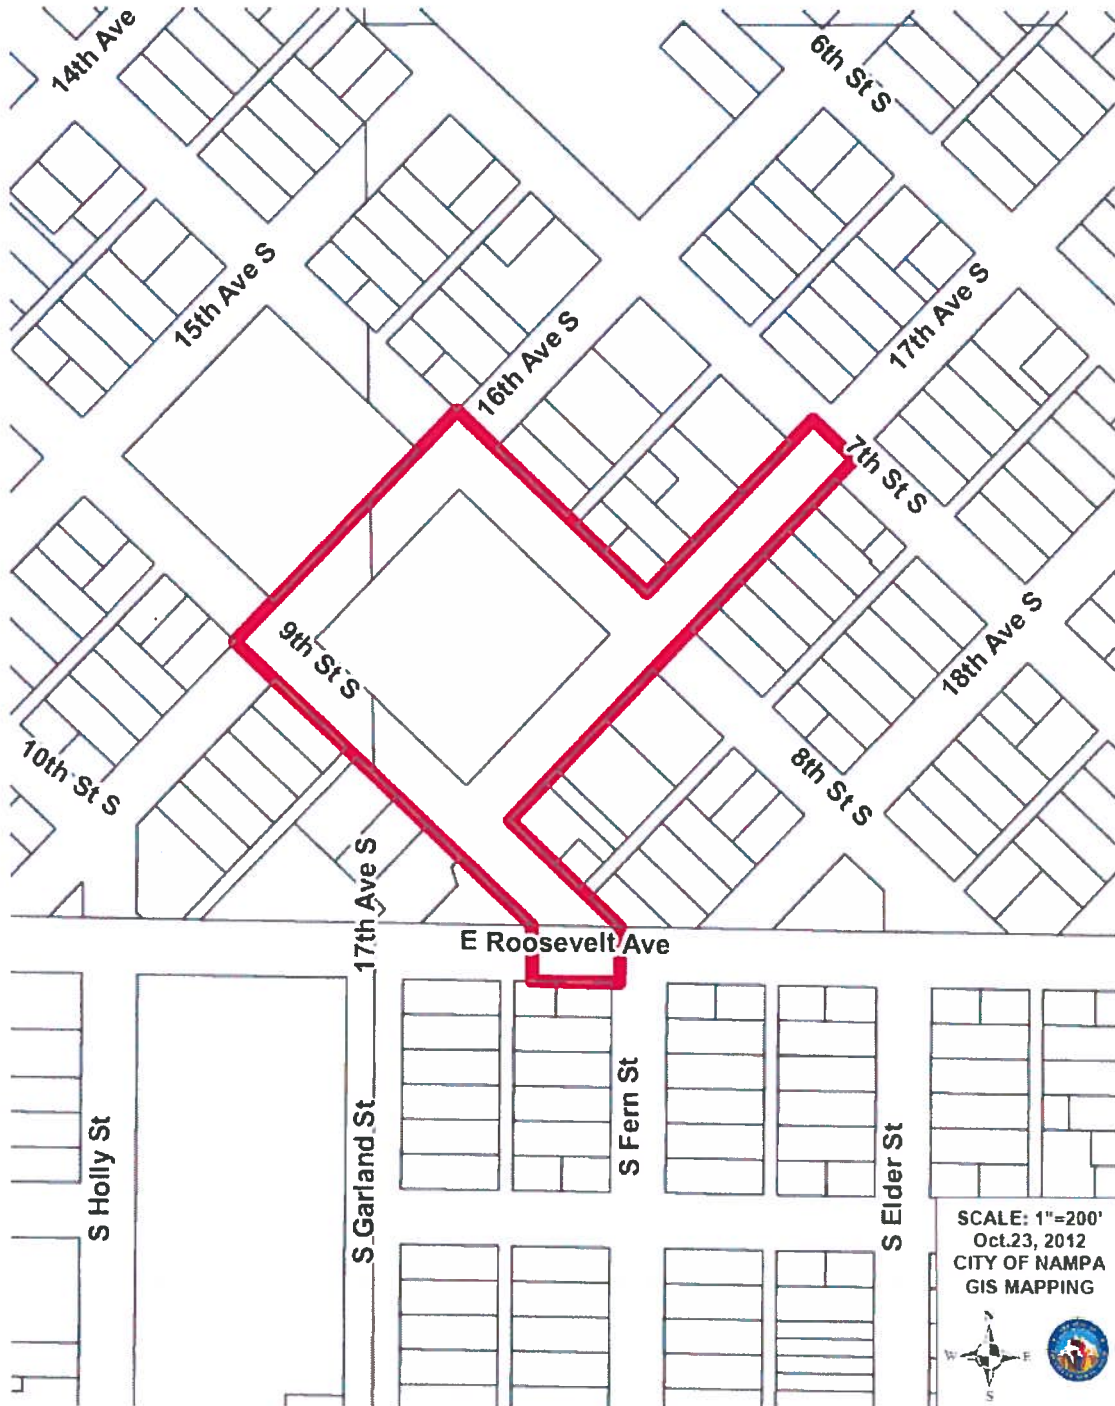 14th Ave
6th St S
15th Ave S
17th Ave S
16th Ave S
7th St S
9th St S
18th Ave S
10th St S
8th St S
17th Ave S
E Roosevelt Ave
S Fern St
S Holly St
S Garland St
S Elder St
SCALE: 1"=200'
Oct.23, 2012
CITY OF NAMPA
GIS MAPPING
N
W E
S